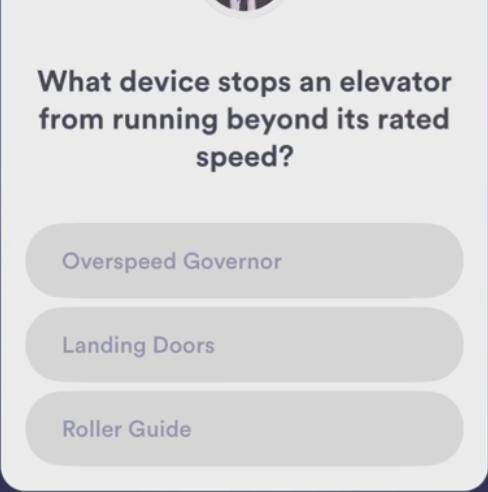 What device stops an elevator
from running beyond its rated
speed?
Overspeed Governor
Landing Doors
Roller Guide